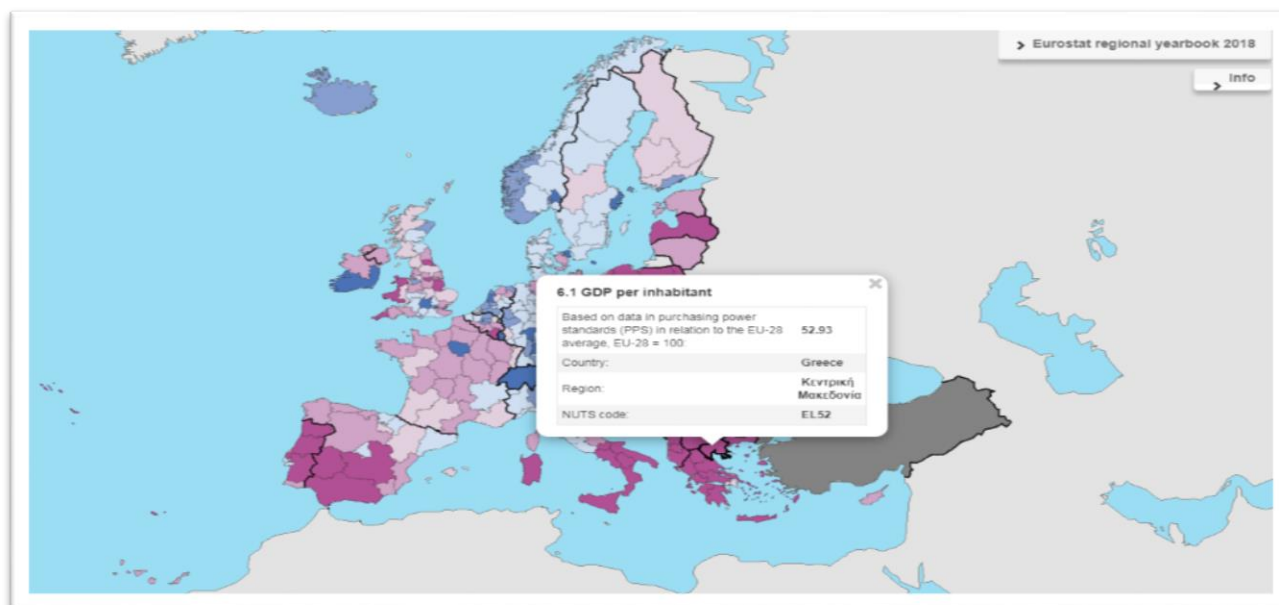 Eurostat regional yearbook 2018
Info
6.1 GDP per inhabitant
Based on data in purchasing power
standards (PPS) in relation to the EU-28
average, EU-28 = 100:
52.93
Country:
Greece
Region:
Κεντρική
Μακεδονία
NUTS code:
EL52